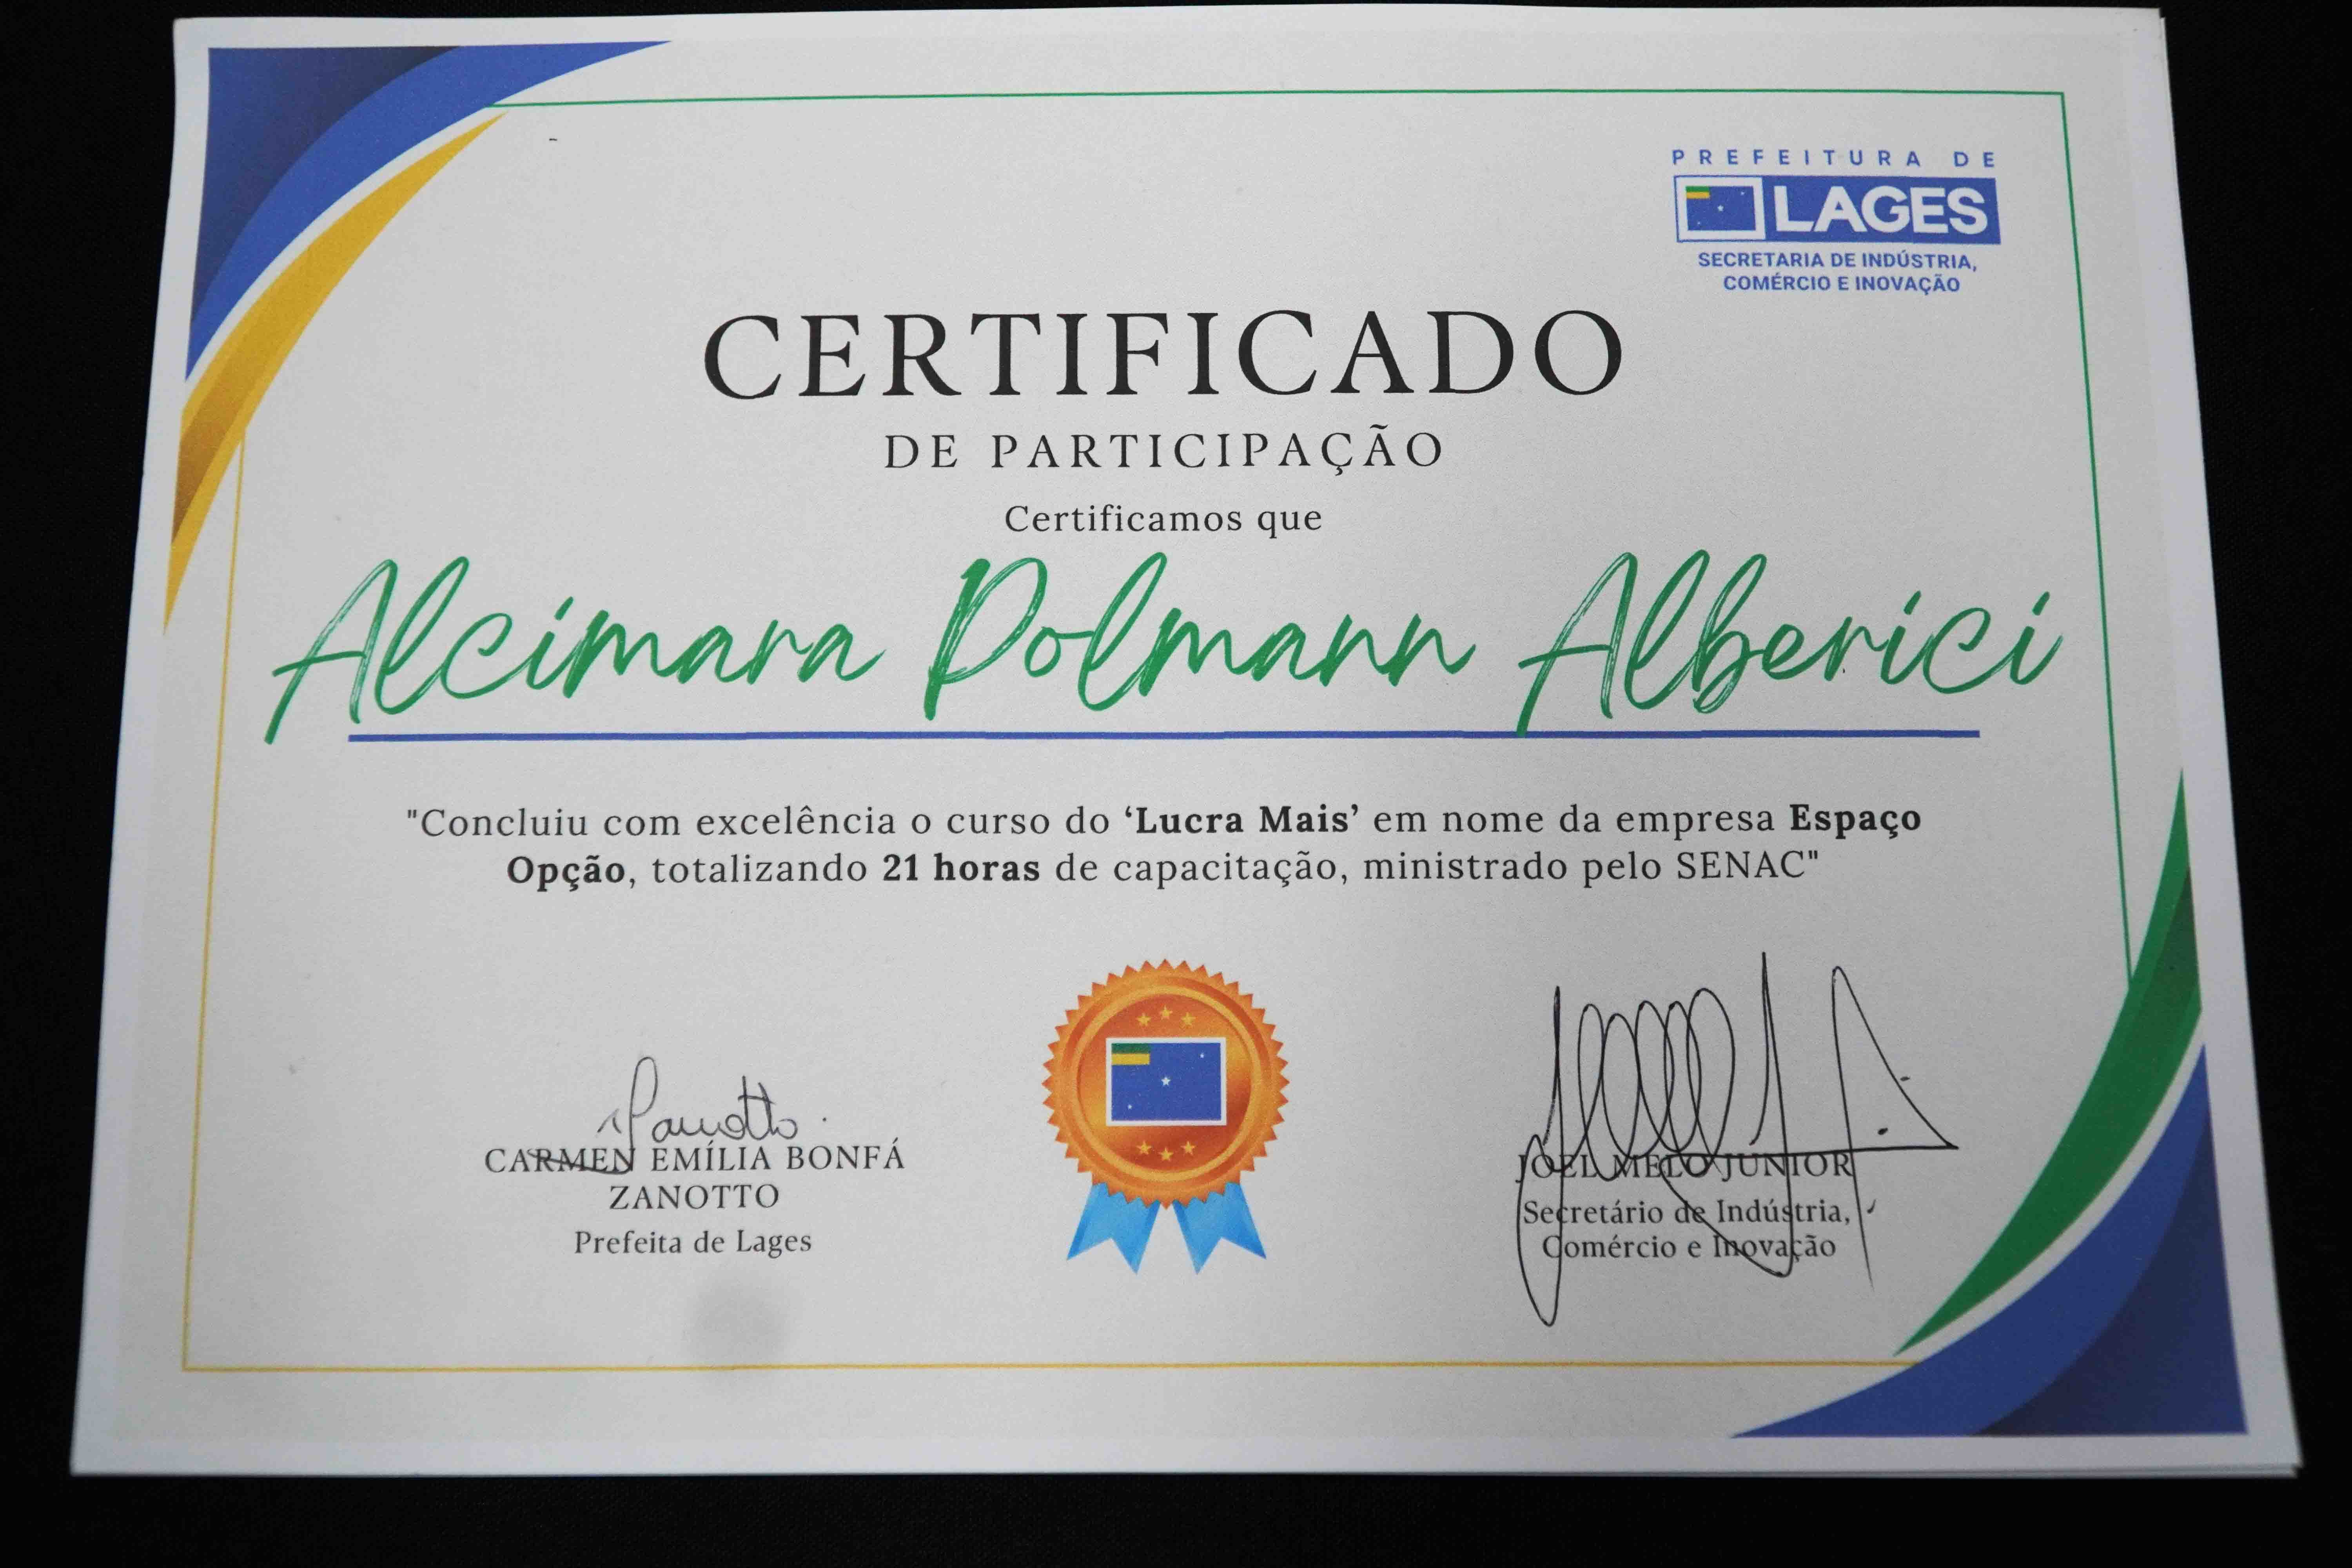 PREFEITURA DE
LAGES
SECRETARIA DE INDÚSTRIA,
COMÉRCIO E INOVAÇÃO
CERTIFICADO
DE PARTICIPAÇÃO
Certificamos que
Alcimara Polmann Alberici
"Concluiu com excelência o curso do ‘Lucra Mais’ em nome da empresa Espaço
Opção, totalizando 21 horas de capacitação, ministrado pelo SENAC"
Zanotto
CARMEN EMÍLIA BONFÁ
ZANOTTO
Prefeita de Lages
JOEL MELO JÚNIOR
Secretário de Indústria,
Comércio e Inovação